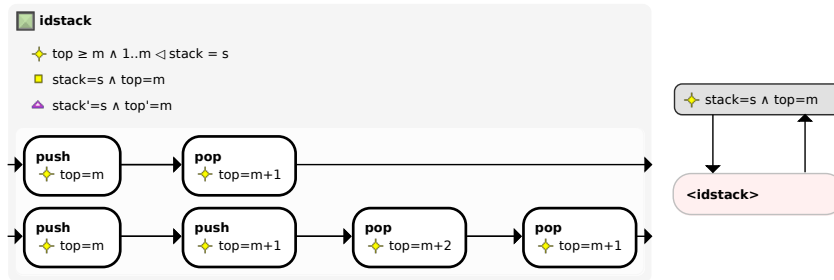 idstack
top ≥ m ∧ 1..m ◁ stack = s
stack=s ∧ top=m
stack'=s ∧ top'=m
push
top=m
pop
top=m+1
push
top=m
push
top=m+1
pop
top=m+2
pop
top=m+1
stack=s ∧ top=m
<idstack>